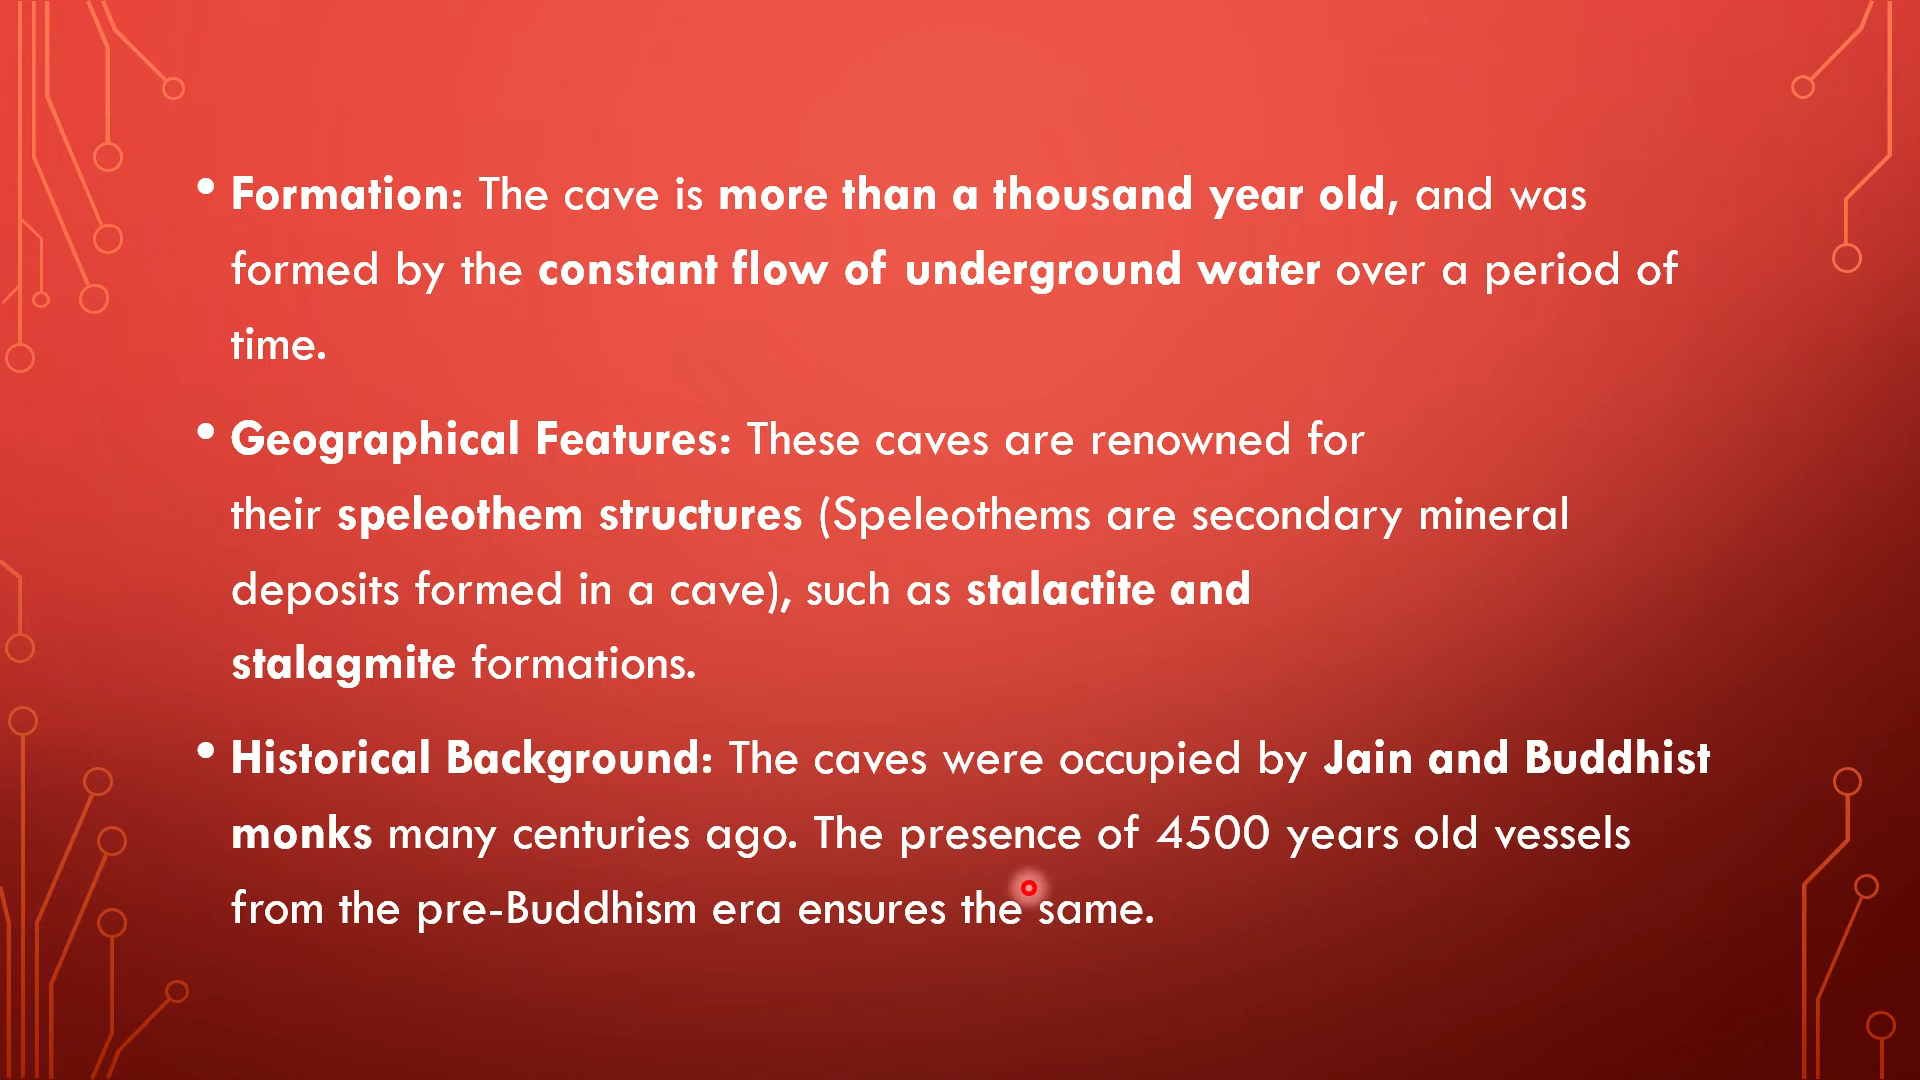 • Formation: The cave is more than a thousand year old, and was
formed by the constant flow of underground water over a period of
time.
• Geographical Features: These caves are renowned for
their speleothem structures (Speleothems are secondary mineral
deposits formed in a cave), such as stalactite and
stalagmite formations.
• Historical Background: The caves were occupied by Jain and Buddhist
monks many centuries ago. The presence of 4500 years old vessels
from the pre-Buddhism era ensures the same.